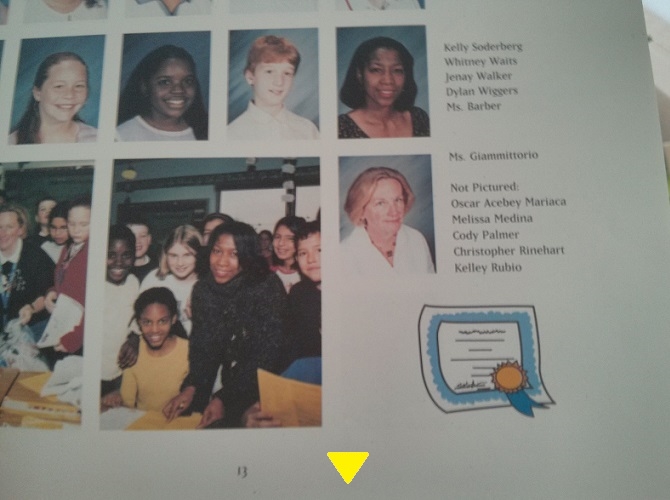 Kelly Soderberg
Whitney Waits
Jenay Walker
Dylan Wiggers
Ms. Barber
Ms. Giammittorio
Not Pictured:
Oscar Acebey Mariaca
Melissa Medina
Cody Palmer
Christopher Rinehart
Kelley Rubio
13